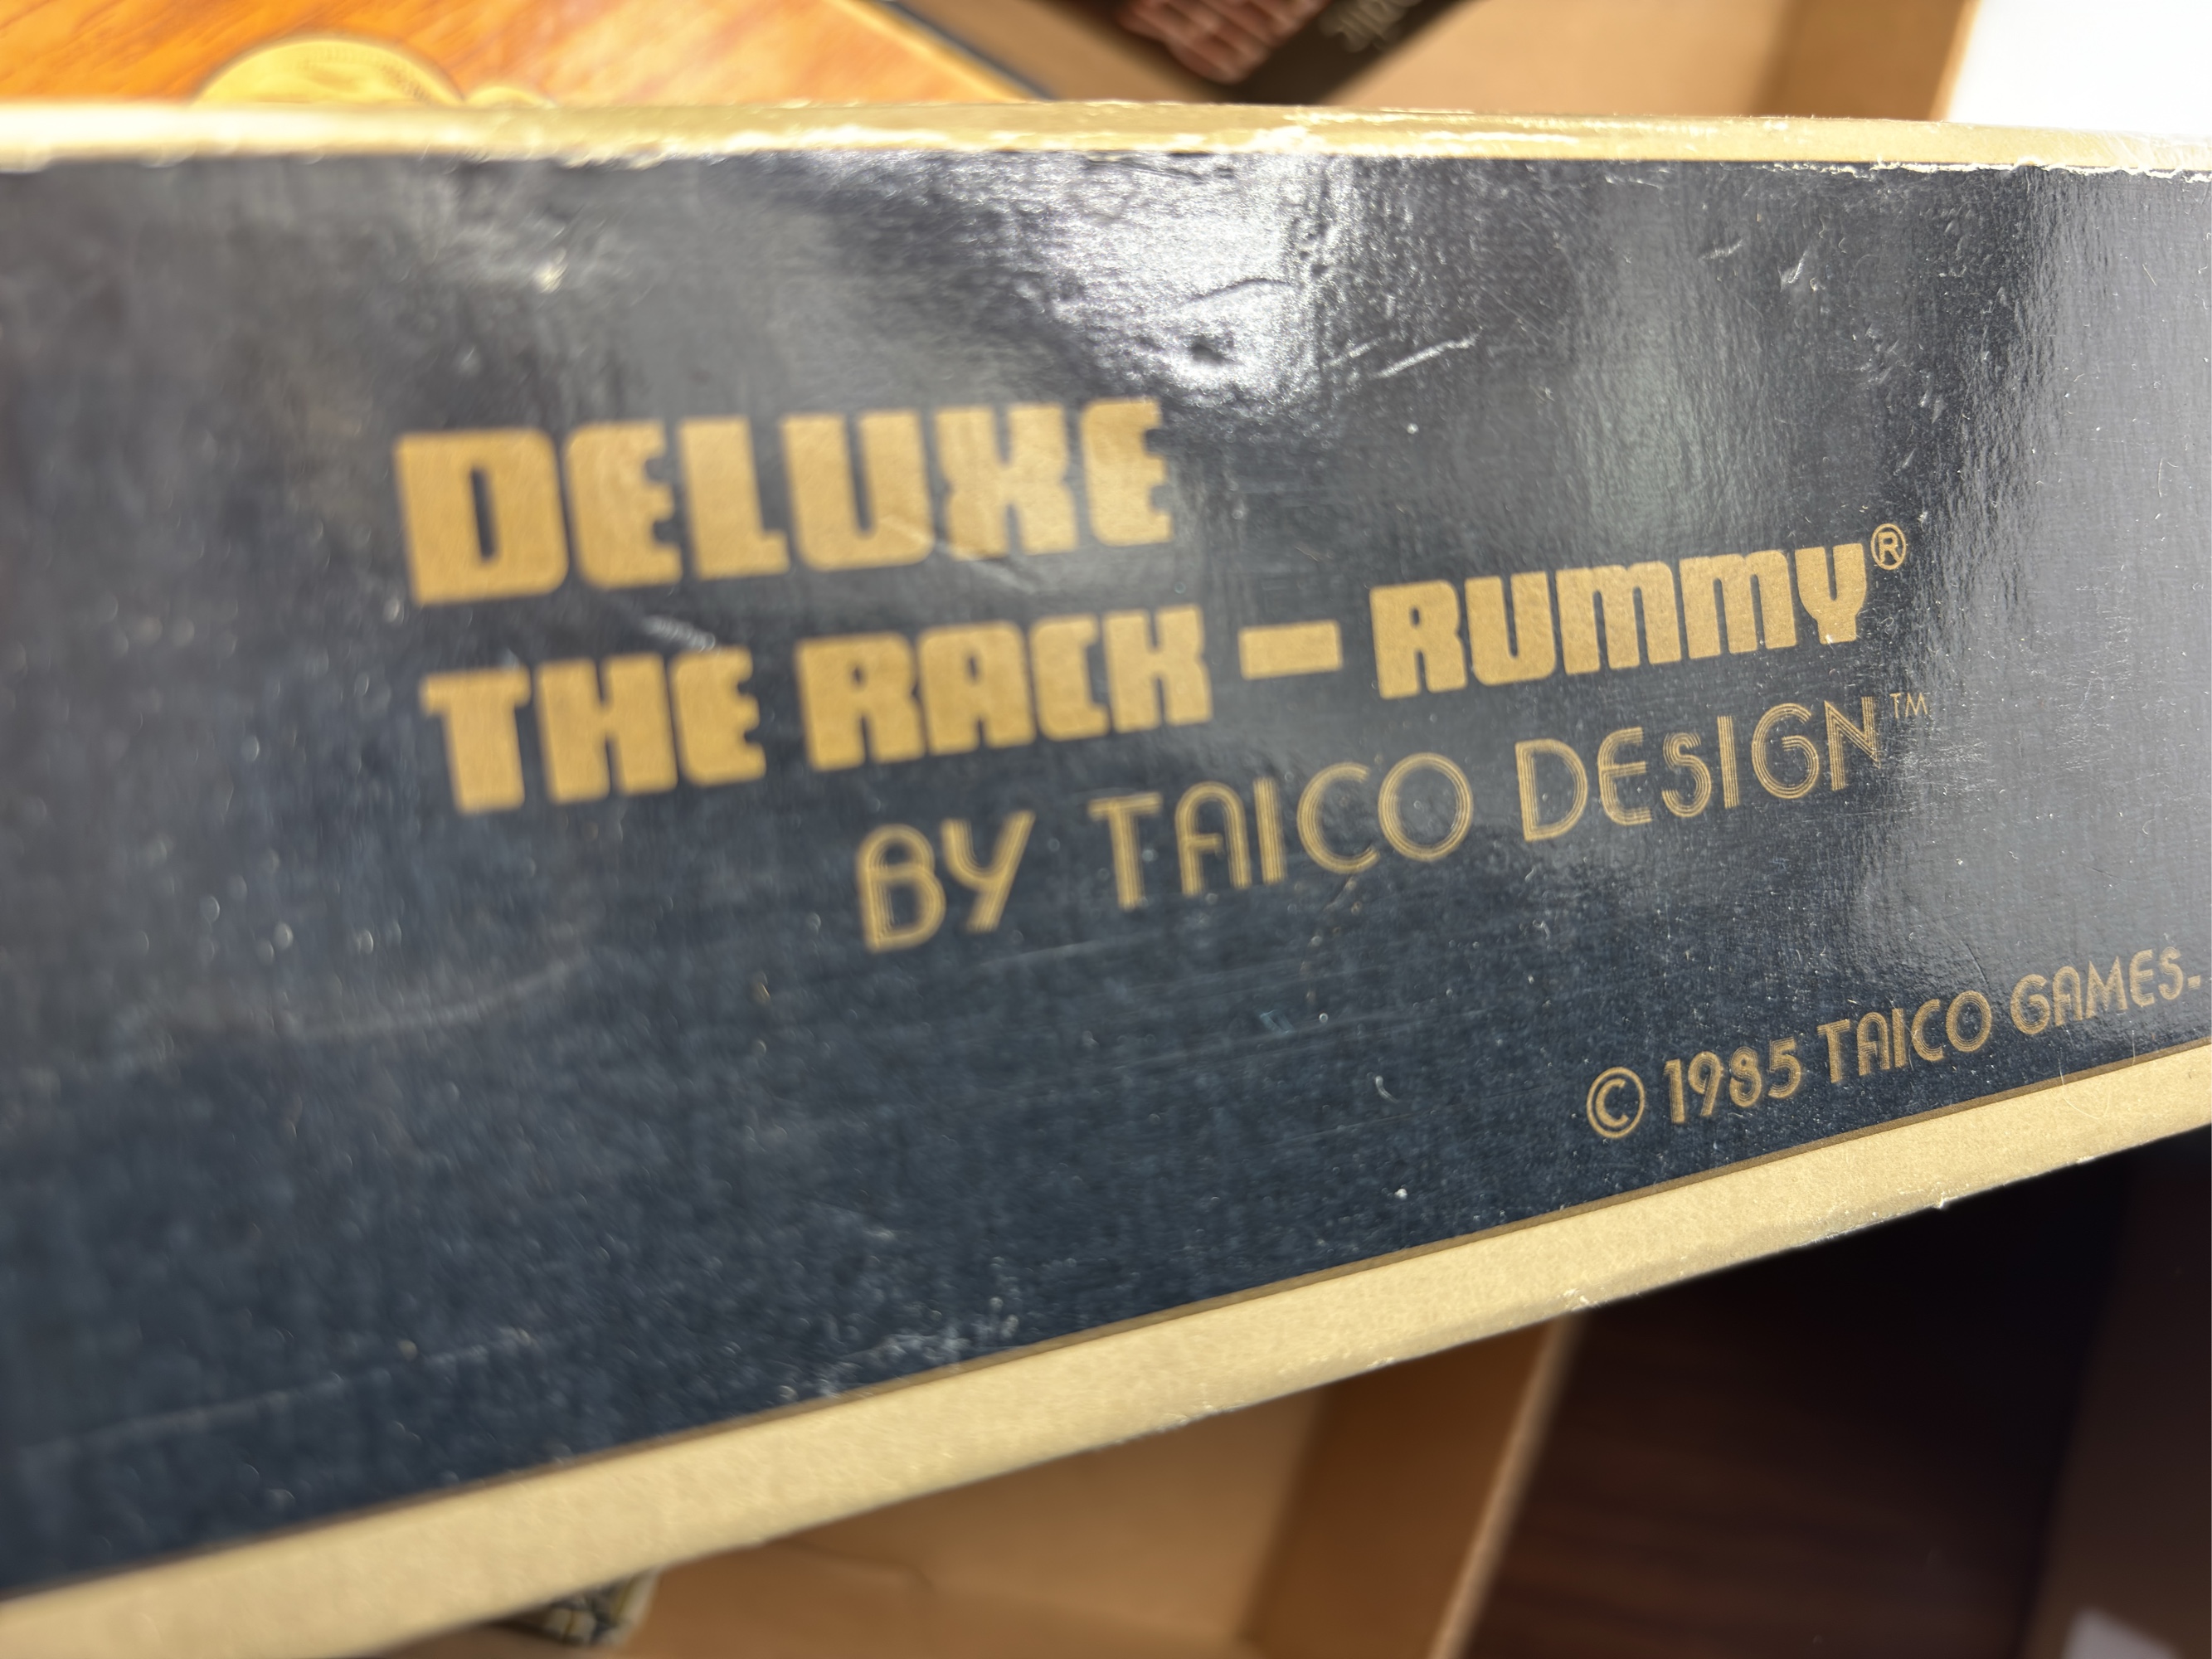 DELUXE
THE RACK – RUMMY®
BY TAICO DESIGN™
© 1985 TAICO GAMES.